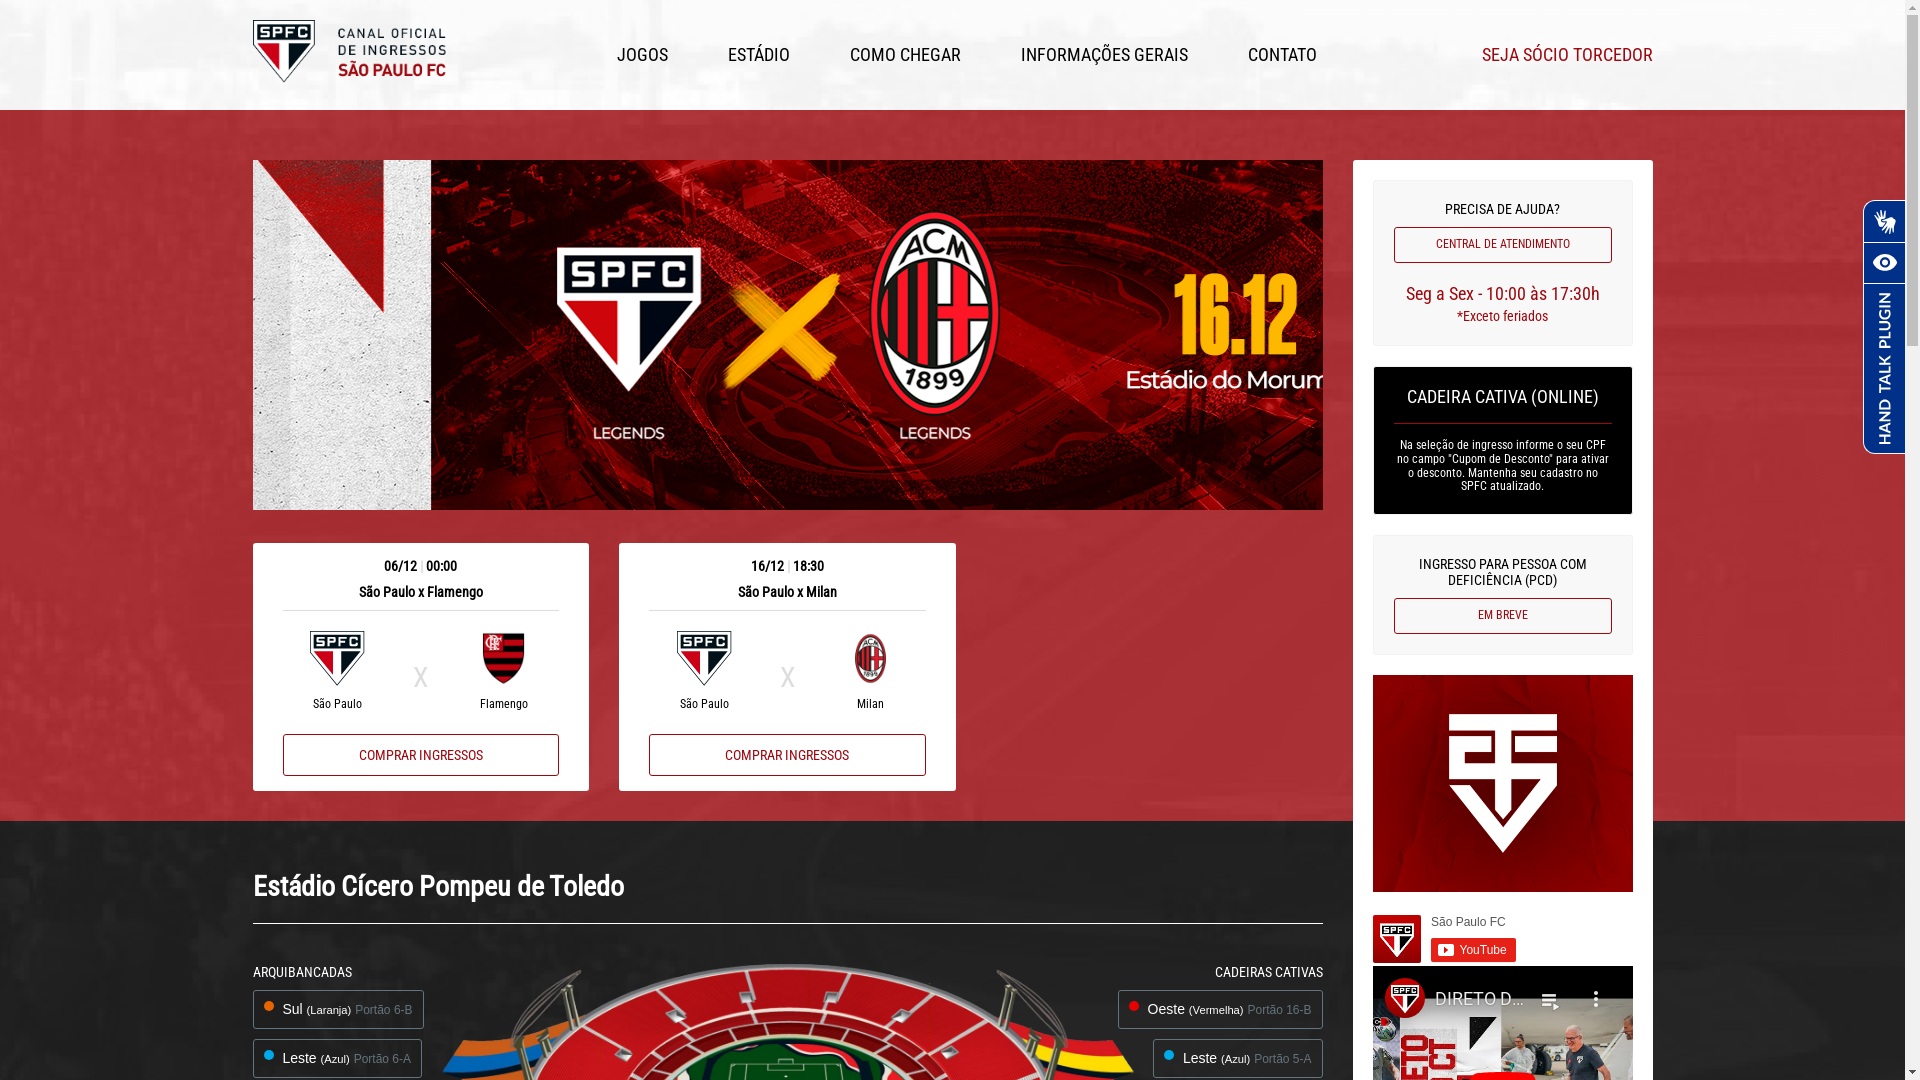 SPFC
CANAL OFICIAL
DE INGRESSOS
SÃO PAULO FC
JOGOS
ESTÁDIO
COMO CHEGAR
INFORMAÇÕES GERAIS
CONTATO
SEJA SÓCIO TORCEDOR
SPFC
LEGENDS
ACM
1899
LEGENDS
16.12
Estádio do Morum
PRECISA DE AJUDA?
CENTRAL DE ATENDIMENTO
Seg a Sex - 10:00 às 17:30h
*Exceto feriados
CADEIRA CATIVA (ONLINE)
Na seleção de ingresso informe o seu CPF
no campo "Cupom de Desconto" para ativar
o desconto. Mantenha seu cadastro no
SPFC atualizado.
INGRESSO PARA PESSOA COM
DEFICIÊNCIA (PCD)
EM BREVE
HAND TALK PLUGIN
06/12 | 00:00
São Paulo x Flamengo
SPFC
X
São Paulo
Flamengo
COMPRAR INGRESSOS
16/12 | 18:30
São Paulo x Milan
SPFC
X
São Paulo
Milan
COMPRAR INGRESSOS
Estádio Cícero Pompeu de Toledo
ARQUIBANCADAS
Sul (Laranja) Portão 6-B
Leste (Azul) Portão 6-A
CADEIRAS CATIVAS
Oeste (Vermelha) Portão 16-B
Leste (Azul) Portão 5-A
SPFC
São Paulo FC
YouTube
SPFC
DIRETO D...